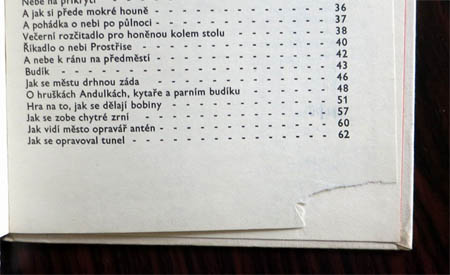 Nebe na přikrytí
A jak si přede mokré houně - - - - - - - - - - - - - 36
A pohádka o nebi po půlnoci - - - - - - - - - - - - - 37
Večerní rozčitadlo pro honěnou kolem stolu - - - - - - - 38
Říkadlo o nebi Prostřise - - - - - - - - - - - - - - 40
A nebe k ránu na předměstí - - - - - - - - - - - - - 42
Budík - - - - - - - - - - - - - - - - - - - - 43
Jak se městu drhnou záda - - - - - - - - - - - - - 46
O hruškách Andulkách, kytaře a parním budíku - - - - - - 48
Hra na to, jak se dělají bobiny - - - - - - - - - - - - 51
Jak se zobe chytré zrní - - - - - - - - - - - - - - 57
Jak vidí město opravář antén - - - - - - - - - - - - 60
Jak se opravoval tunel - - - - - - - - - - - - - - 62